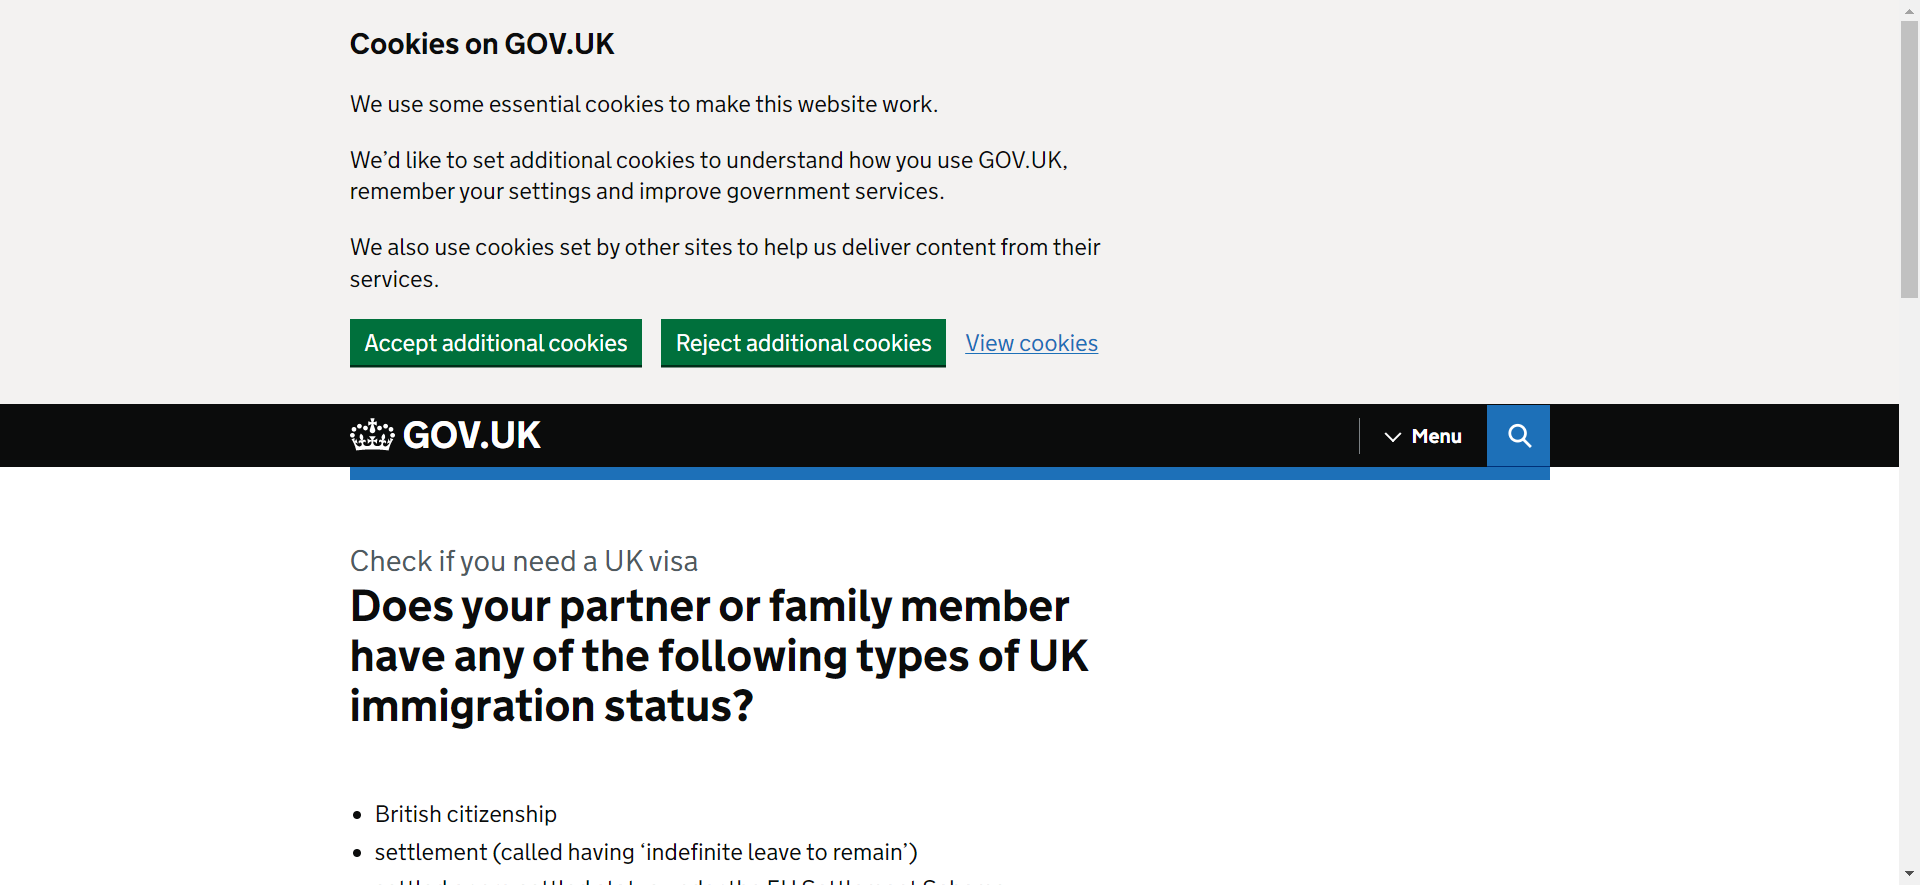 Cookies on GOV.UK
We use some essential cookies to make this website work.
We’d like to set additional cookies to understand how you use GOV.UK,
remember your settings and improve government services.
We also use cookies set by other sites to help us deliver content from their
services.
Accept additional cookies Reject additional cookies View cookies
GOV.UK Menu
Check if you need a UK visa
Does your partner or family member
have any of the following types of UK
immigration status?
British citizenship
settlement (called having ‘indefinite leave to remain’)